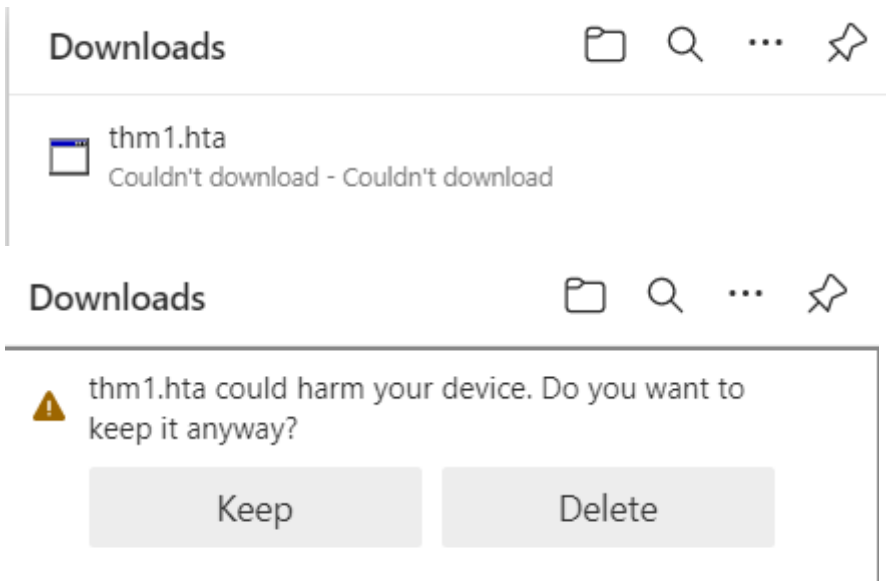 Downloads
thm1.hta
Couldn't download - Couldn't download
Downloads
thm1.hta could harm your device. Do you want to
keep it anyway?
Keep Delete